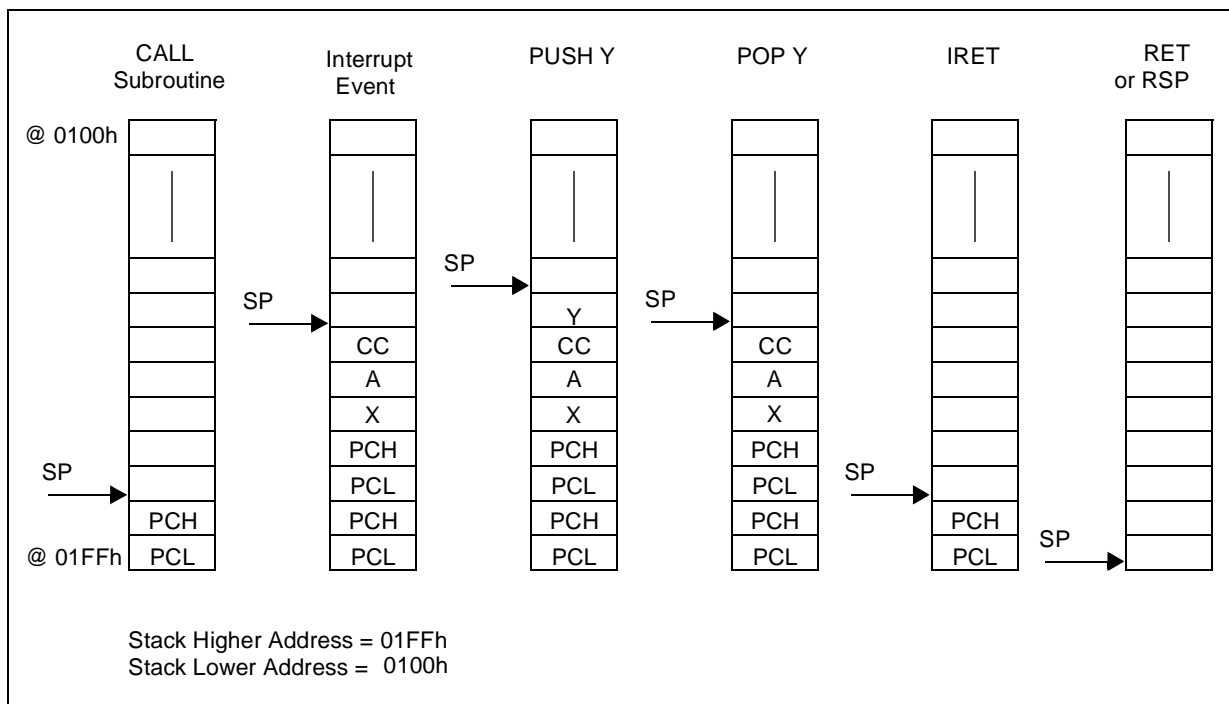 CALL
Subroutine
Interrupt
Event
PUSH Y
POP Y
IRET
RET
or RSP
@ 0100h
SP
SP
SP
Y
CC
CC
CC
A
A
A
X
X
X
PCH
PCH
PCH
SP
PCL
PCL
PCL
SP
PCH
PCH
PCH
PCH
PCH
SP
@ 01FFh
PCL
PCL
PCL
PCL
PCL
Stack Higher Address = 01FFh
Stack Lower Address = 0100h